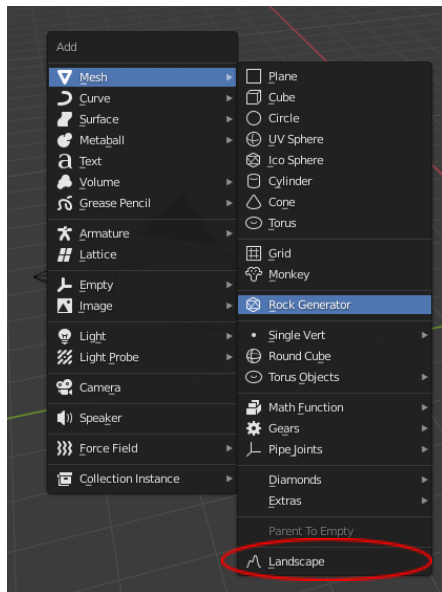 Add
Mesh
Curve
Surface
Metaball
Text
Volume
Grease Pencil
Armature
Lattice
Empty
Image
Light
Light Probe
Camera
Speaker
Force Field
Collection Instance
Plane
Cube
Circle
UV Sphere
Ico Sphere
Cylinder
Cone
Torus
Grid
Monkey
Rock Generator
Single Vert
Round Cube
Torus Objects
Math Function
Gears
Pipe Joints
Diamonds
Extras
Parent To Empty
Landscape